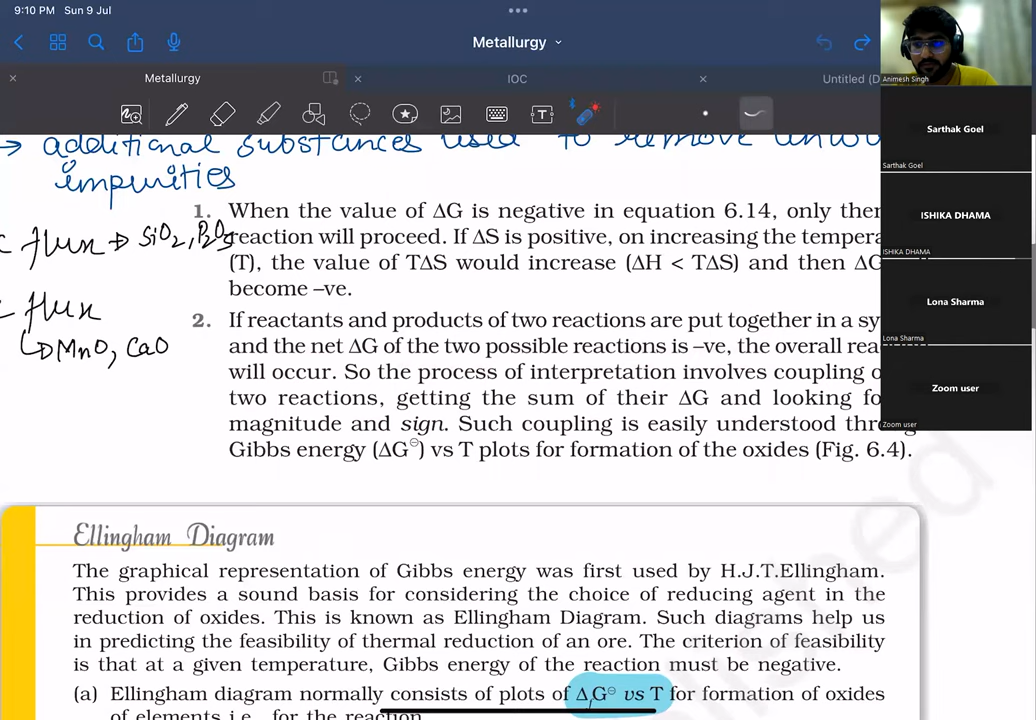 9:10 PM Sun 9 Jul
Metallurgy
Metallurgy
IOC
Untitled (D
Animesh Singh
Sarthak Goel
Sarthak Goel
ISHIKA DHAMA
ISHIKA DHAMA
Lona Sharma
Lona Sharma
Zoom user
Zoom user
→ additional substances used to remove
impurities
flux → SiO2, P2O5
flux
↳ MnO, CaO
1. When the value of ΔG is negative in equation 6.14, only then
reaction will proceed. If ΔS is positive, on increasing the tempera
(T), the value of TΔS would increase (ΔH < TΔS) and then ΔG
become –ve.
2. If reactants and products of two reactions are put together in a sy
and the net ΔG of the two possible reactions is –ve, the overall rea
will occur. So the process of interpretation involves coupling o
two reactions, getting the sum of their ΔG and looking fo
magnitude and sign. Such coupling is easily understood thr
Gibbs energy (ΔG⊖) vs T plots for formation of the oxides (Fig. 6.4).
Ellingham Diagram
The graphical representation of Gibbs energy was first used by H.J.T.Ellingham.
This provides a sound basis for considering the choice of reducing agent in the
reduction of oxides. This is known as Ellingham Diagram. Such diagrams help us
in predicting the feasibility of thermal reduction of an ore. The criterion of feasibility
is that at a given temperature, Gibbs energy of the reaction must be negative.
(a) Ellingham diagram normally consists of plots of ΔfG⊖ vs T for formation of oxides
of elements i.e., for the reaction